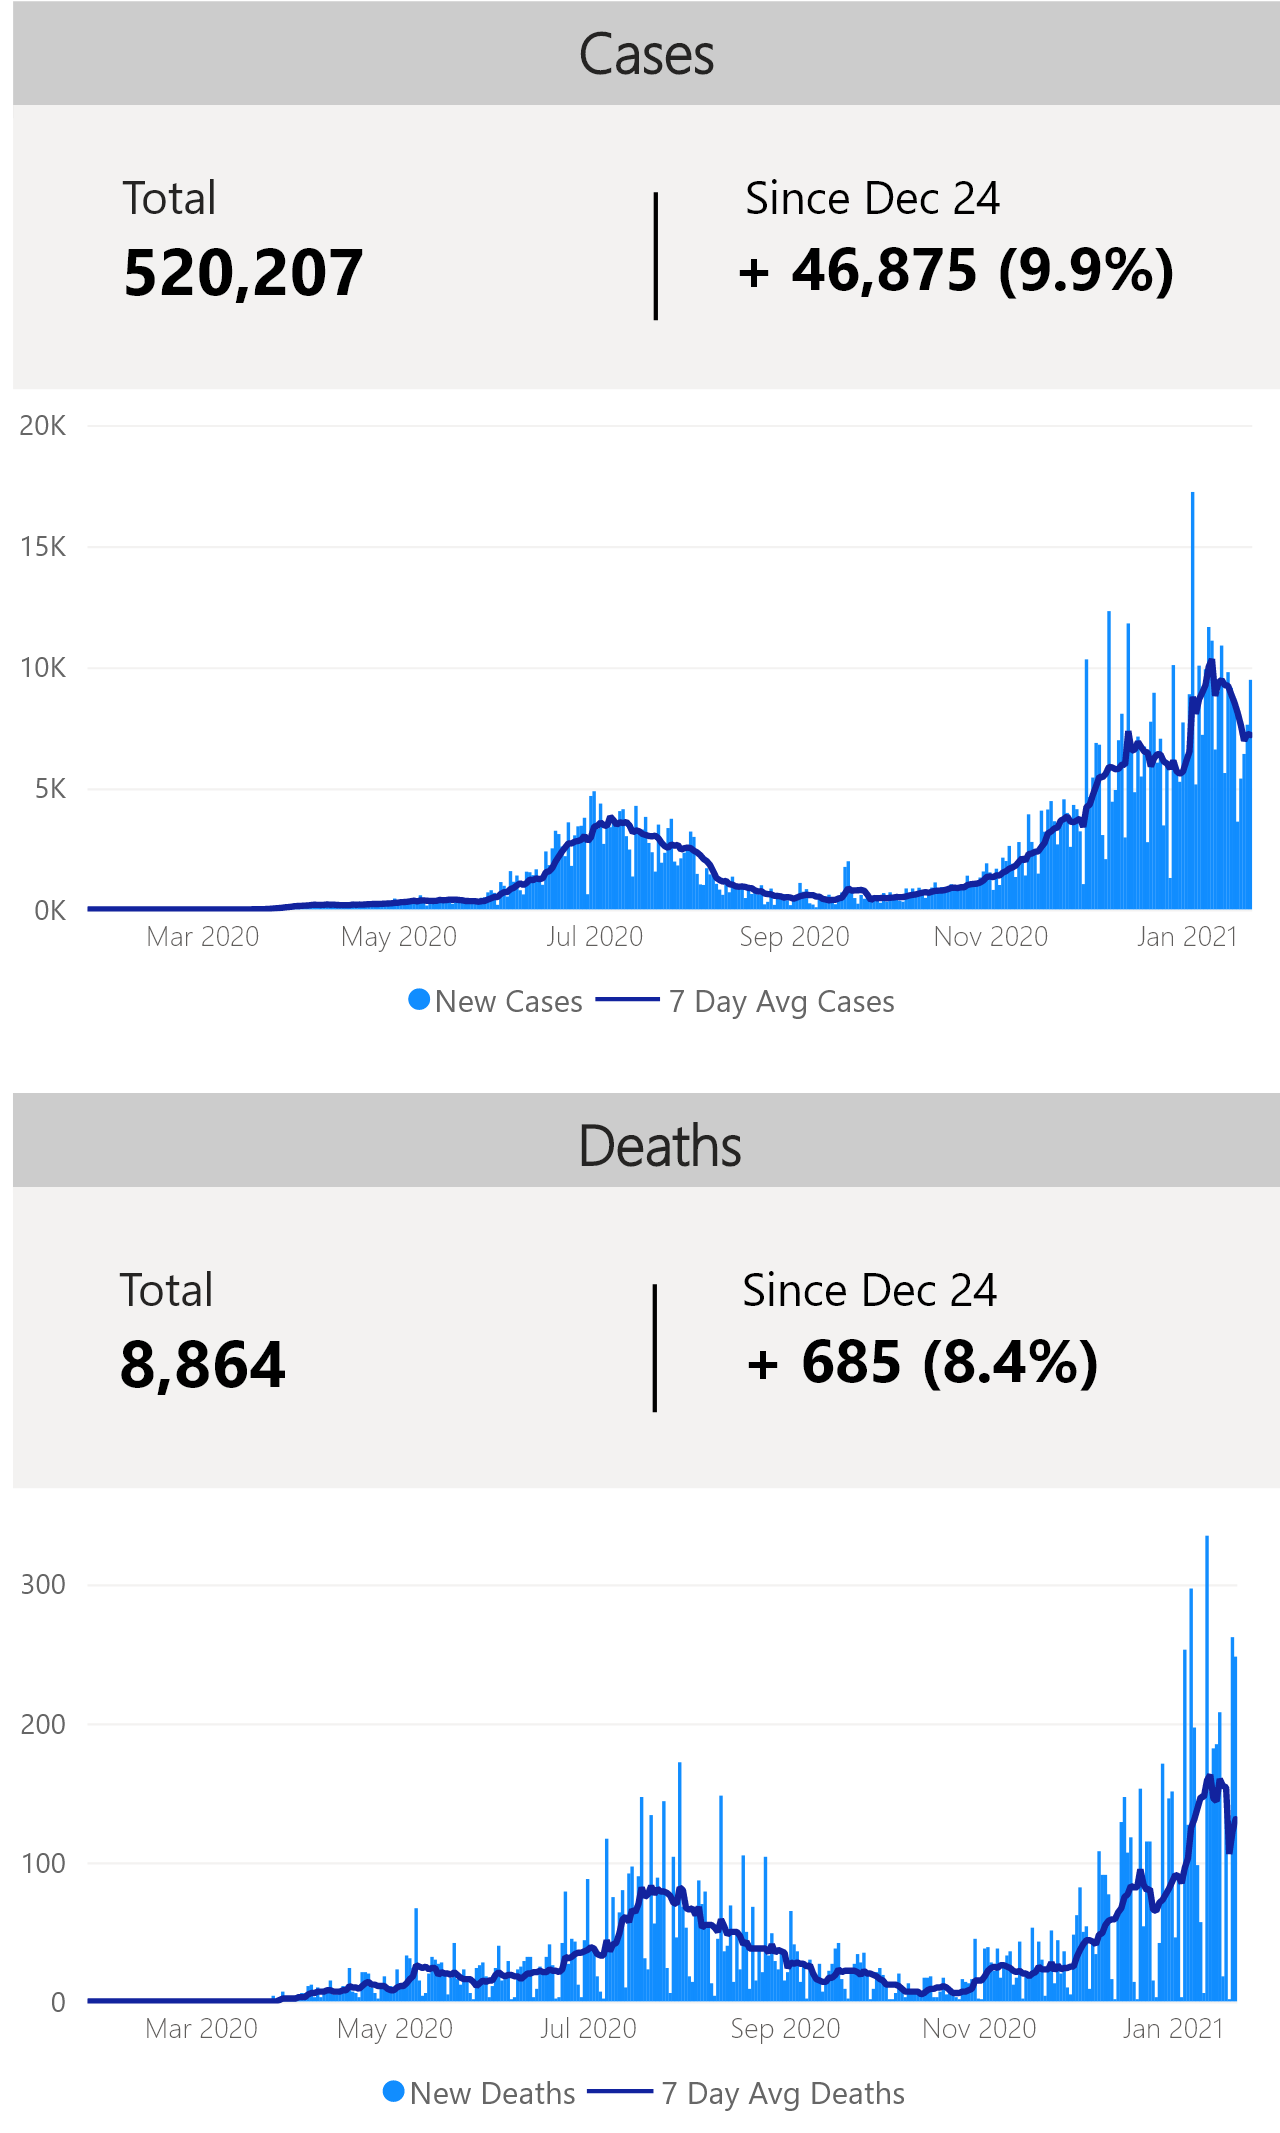 Cases
Total
Since Dec 24
520,207
+ 46,875 (9.9%)
20K
15K
10K
5K
0K
Mar 2020 May 2020 Jul 2020 Sep 2020 Nov 2020 Jan 2021
New Cases 7 Day Avg Cases
Deaths
Total
Since Dec 24
8,864
+ 685 (8.4%)
300
200
100
0
Mar 2020 May 2020 Jul 2020 Sep 2020 Nov 2020 Jan 2021
New Deaths 7 Day Avg Deaths